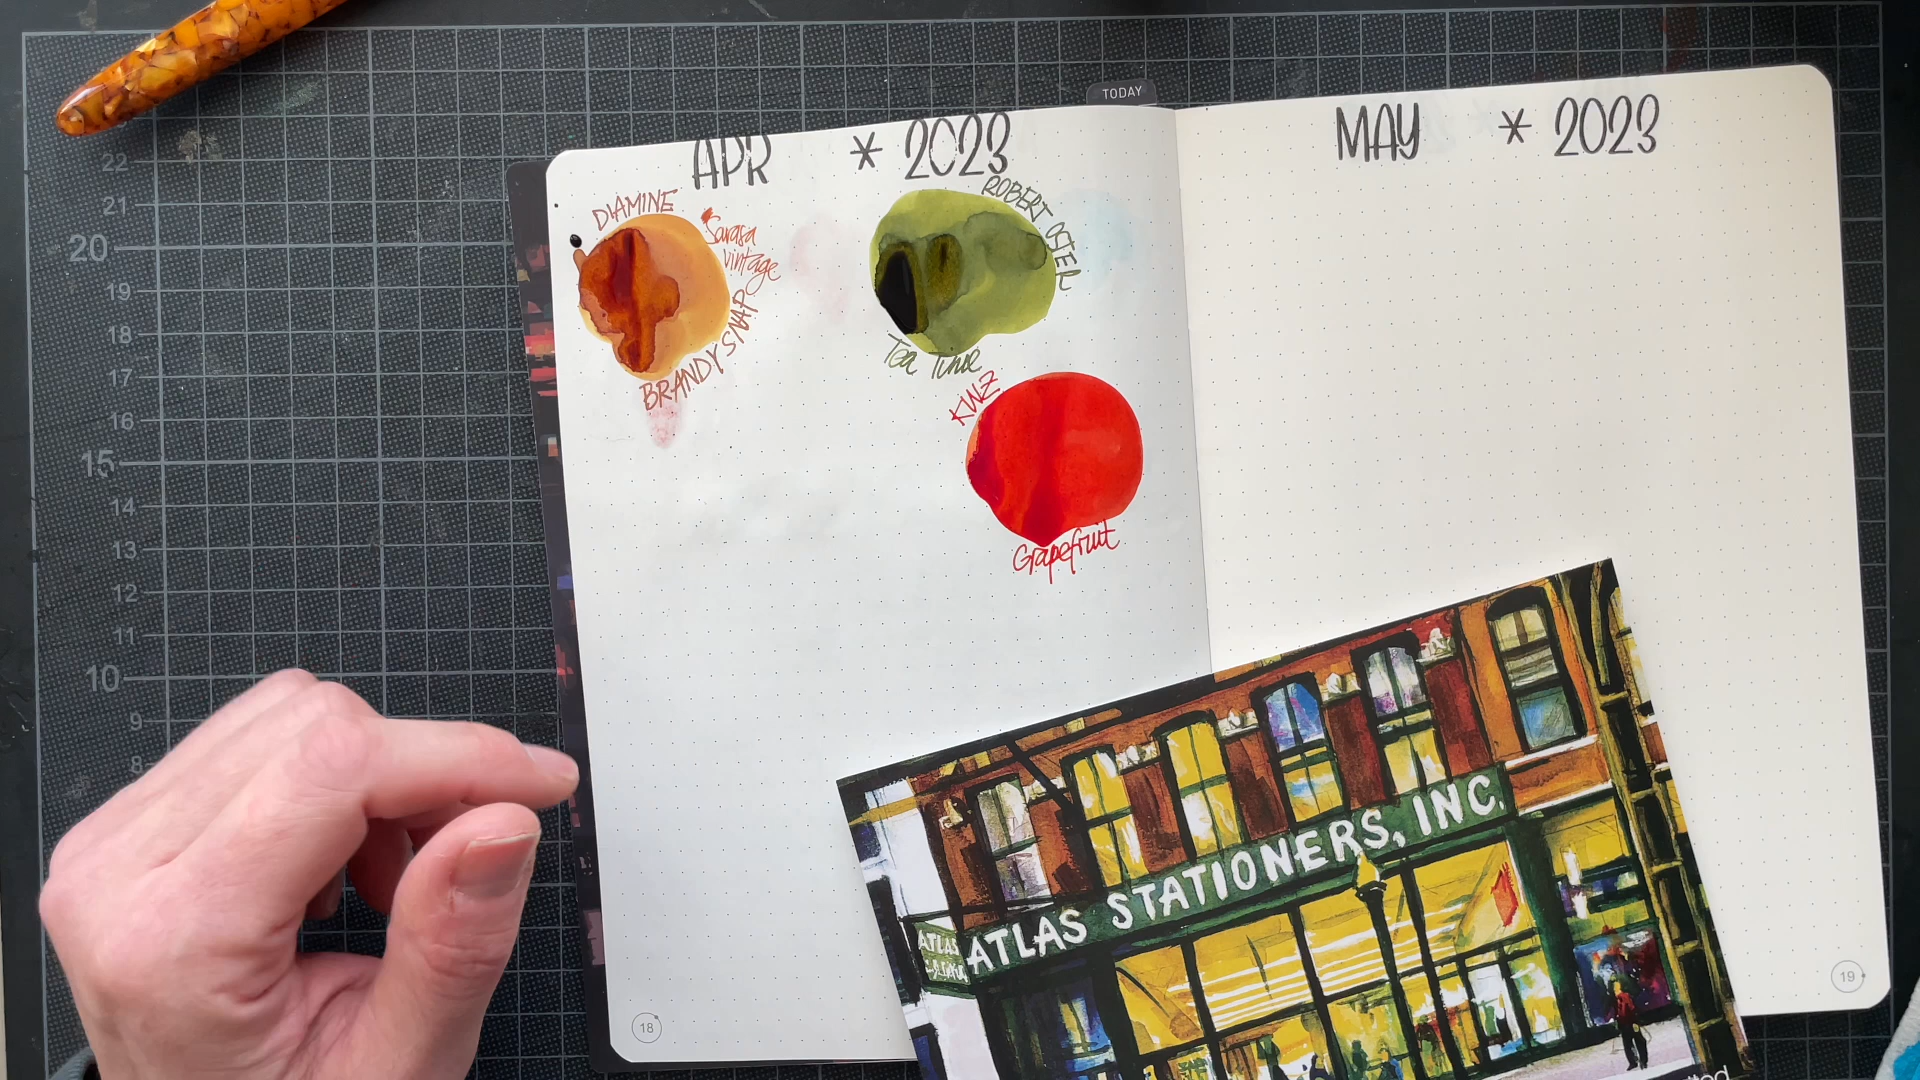 TODAY
APR * 2023
MAY * 2023
DIAMINE
Sarasa
vintage
BRANDY SNAP
ROBERT OSTER
Tea Time
KWZ
Grapefruit
22
21
20
19
18
17
16
15
14
13
12
11
10
9
8
ATLAS STATIONERS, INC.
ATLAS
18
19